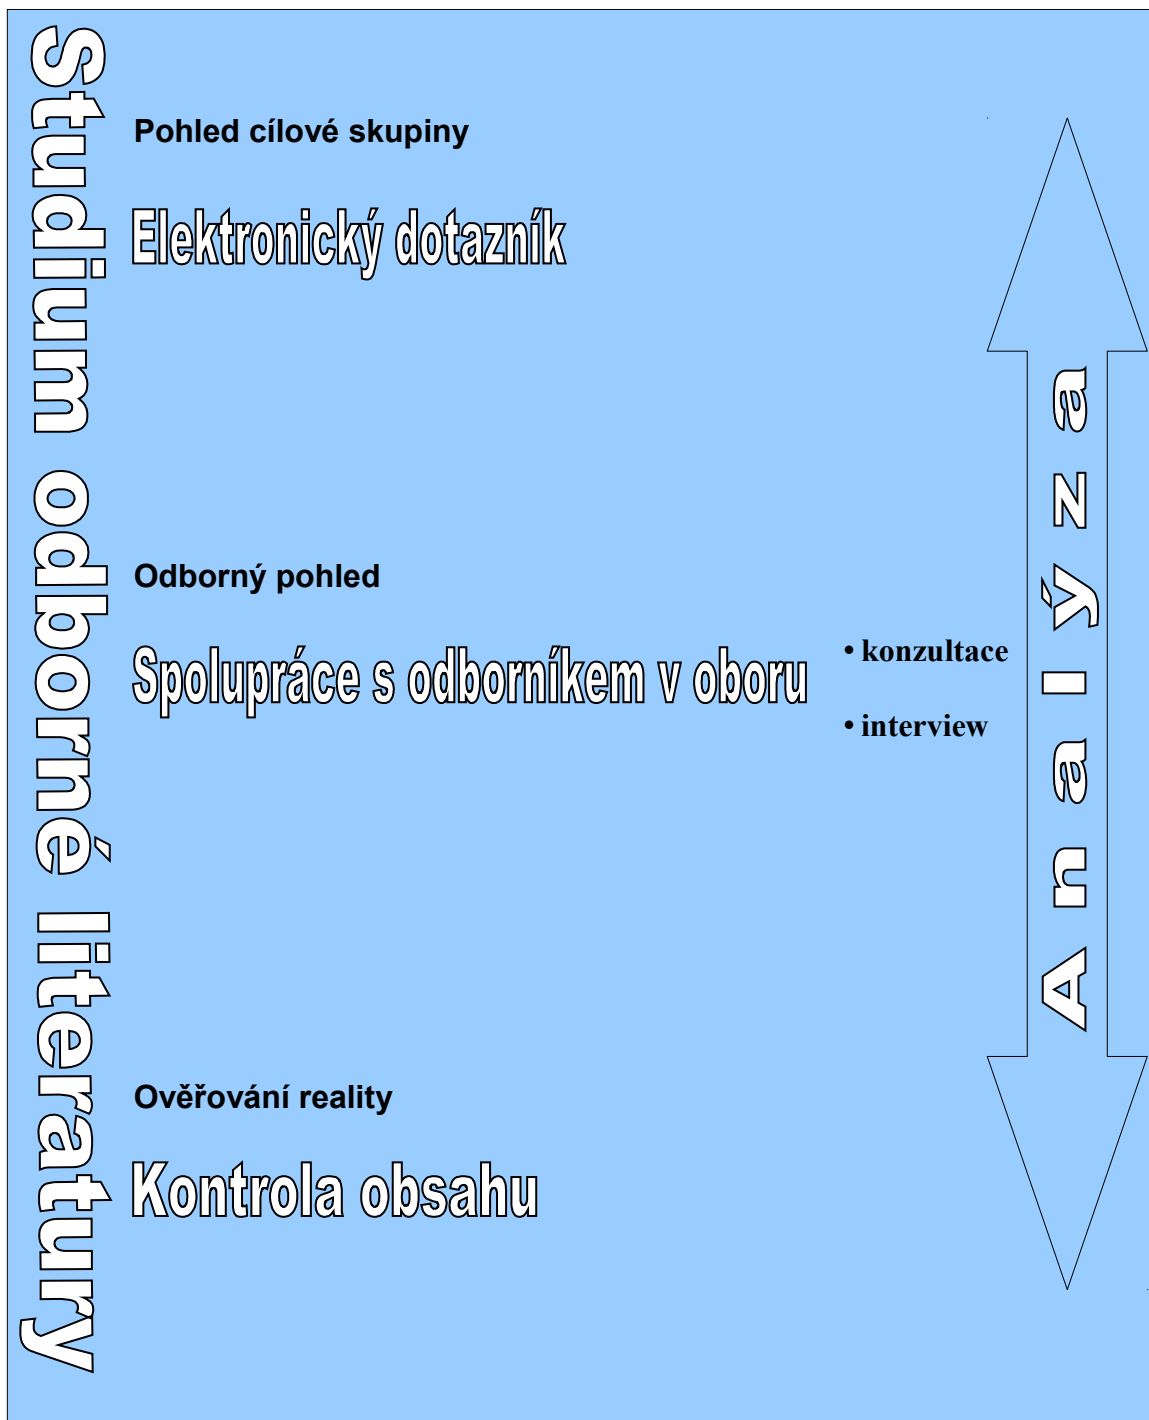 Studium odborné literatury
Pohled cílové skupiny
Elektronický dotazník
Odborný pohled
Spolupráce s odborníkem v oboru
• konzultace
• interview
Ověřování reality
Kontrola obsahu
Analýza